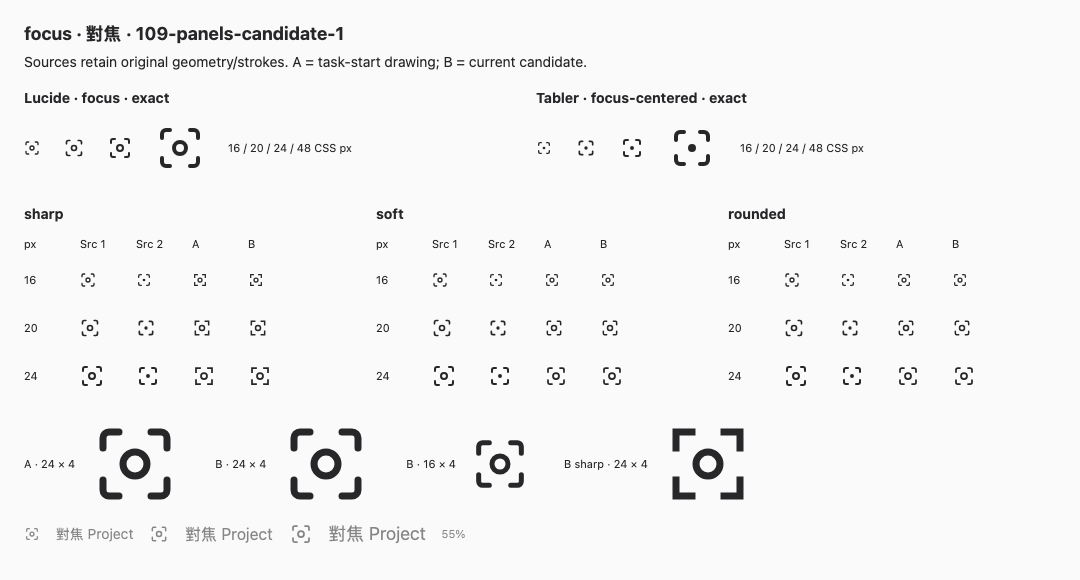 focus · 對焦 · 109-panels-candidate-1
Sources retain original geometry/strokes. A = task-start drawing; B = current candidate.
Lucide · focus · exact
Tabler · focus-centered · exact
16 / 20 / 24 / 48 CSS px
16 / 20 / 24 / 48 CSS px
sharp
soft
rounded
px Src 1 Src 2 A B
px Src 1 Src 2 A B
px Src 1 Src 2 A B
16
16
16
20
20
20
24
24
24
A · 24 × 4
B · 24 × 4
B · 16 × 4
B sharp · 24 × 4
對焦 Project
對焦 Project
對焦 Project
55%